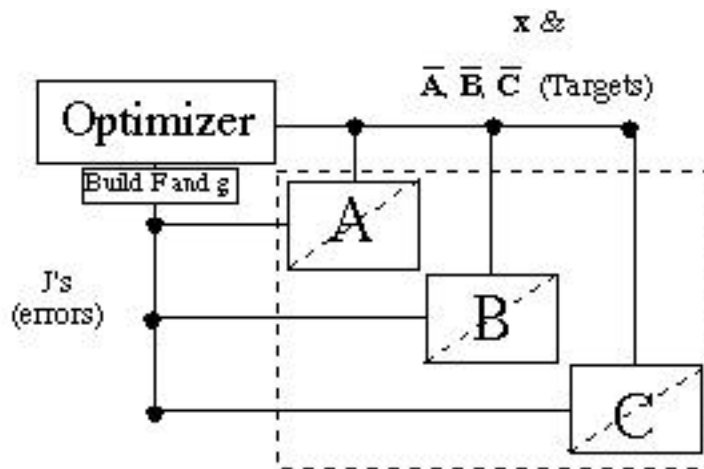 x &
A̅, B̅, C̅ (Targets)
Optimizer
Build F and g
A
J's
(errors)
B
C